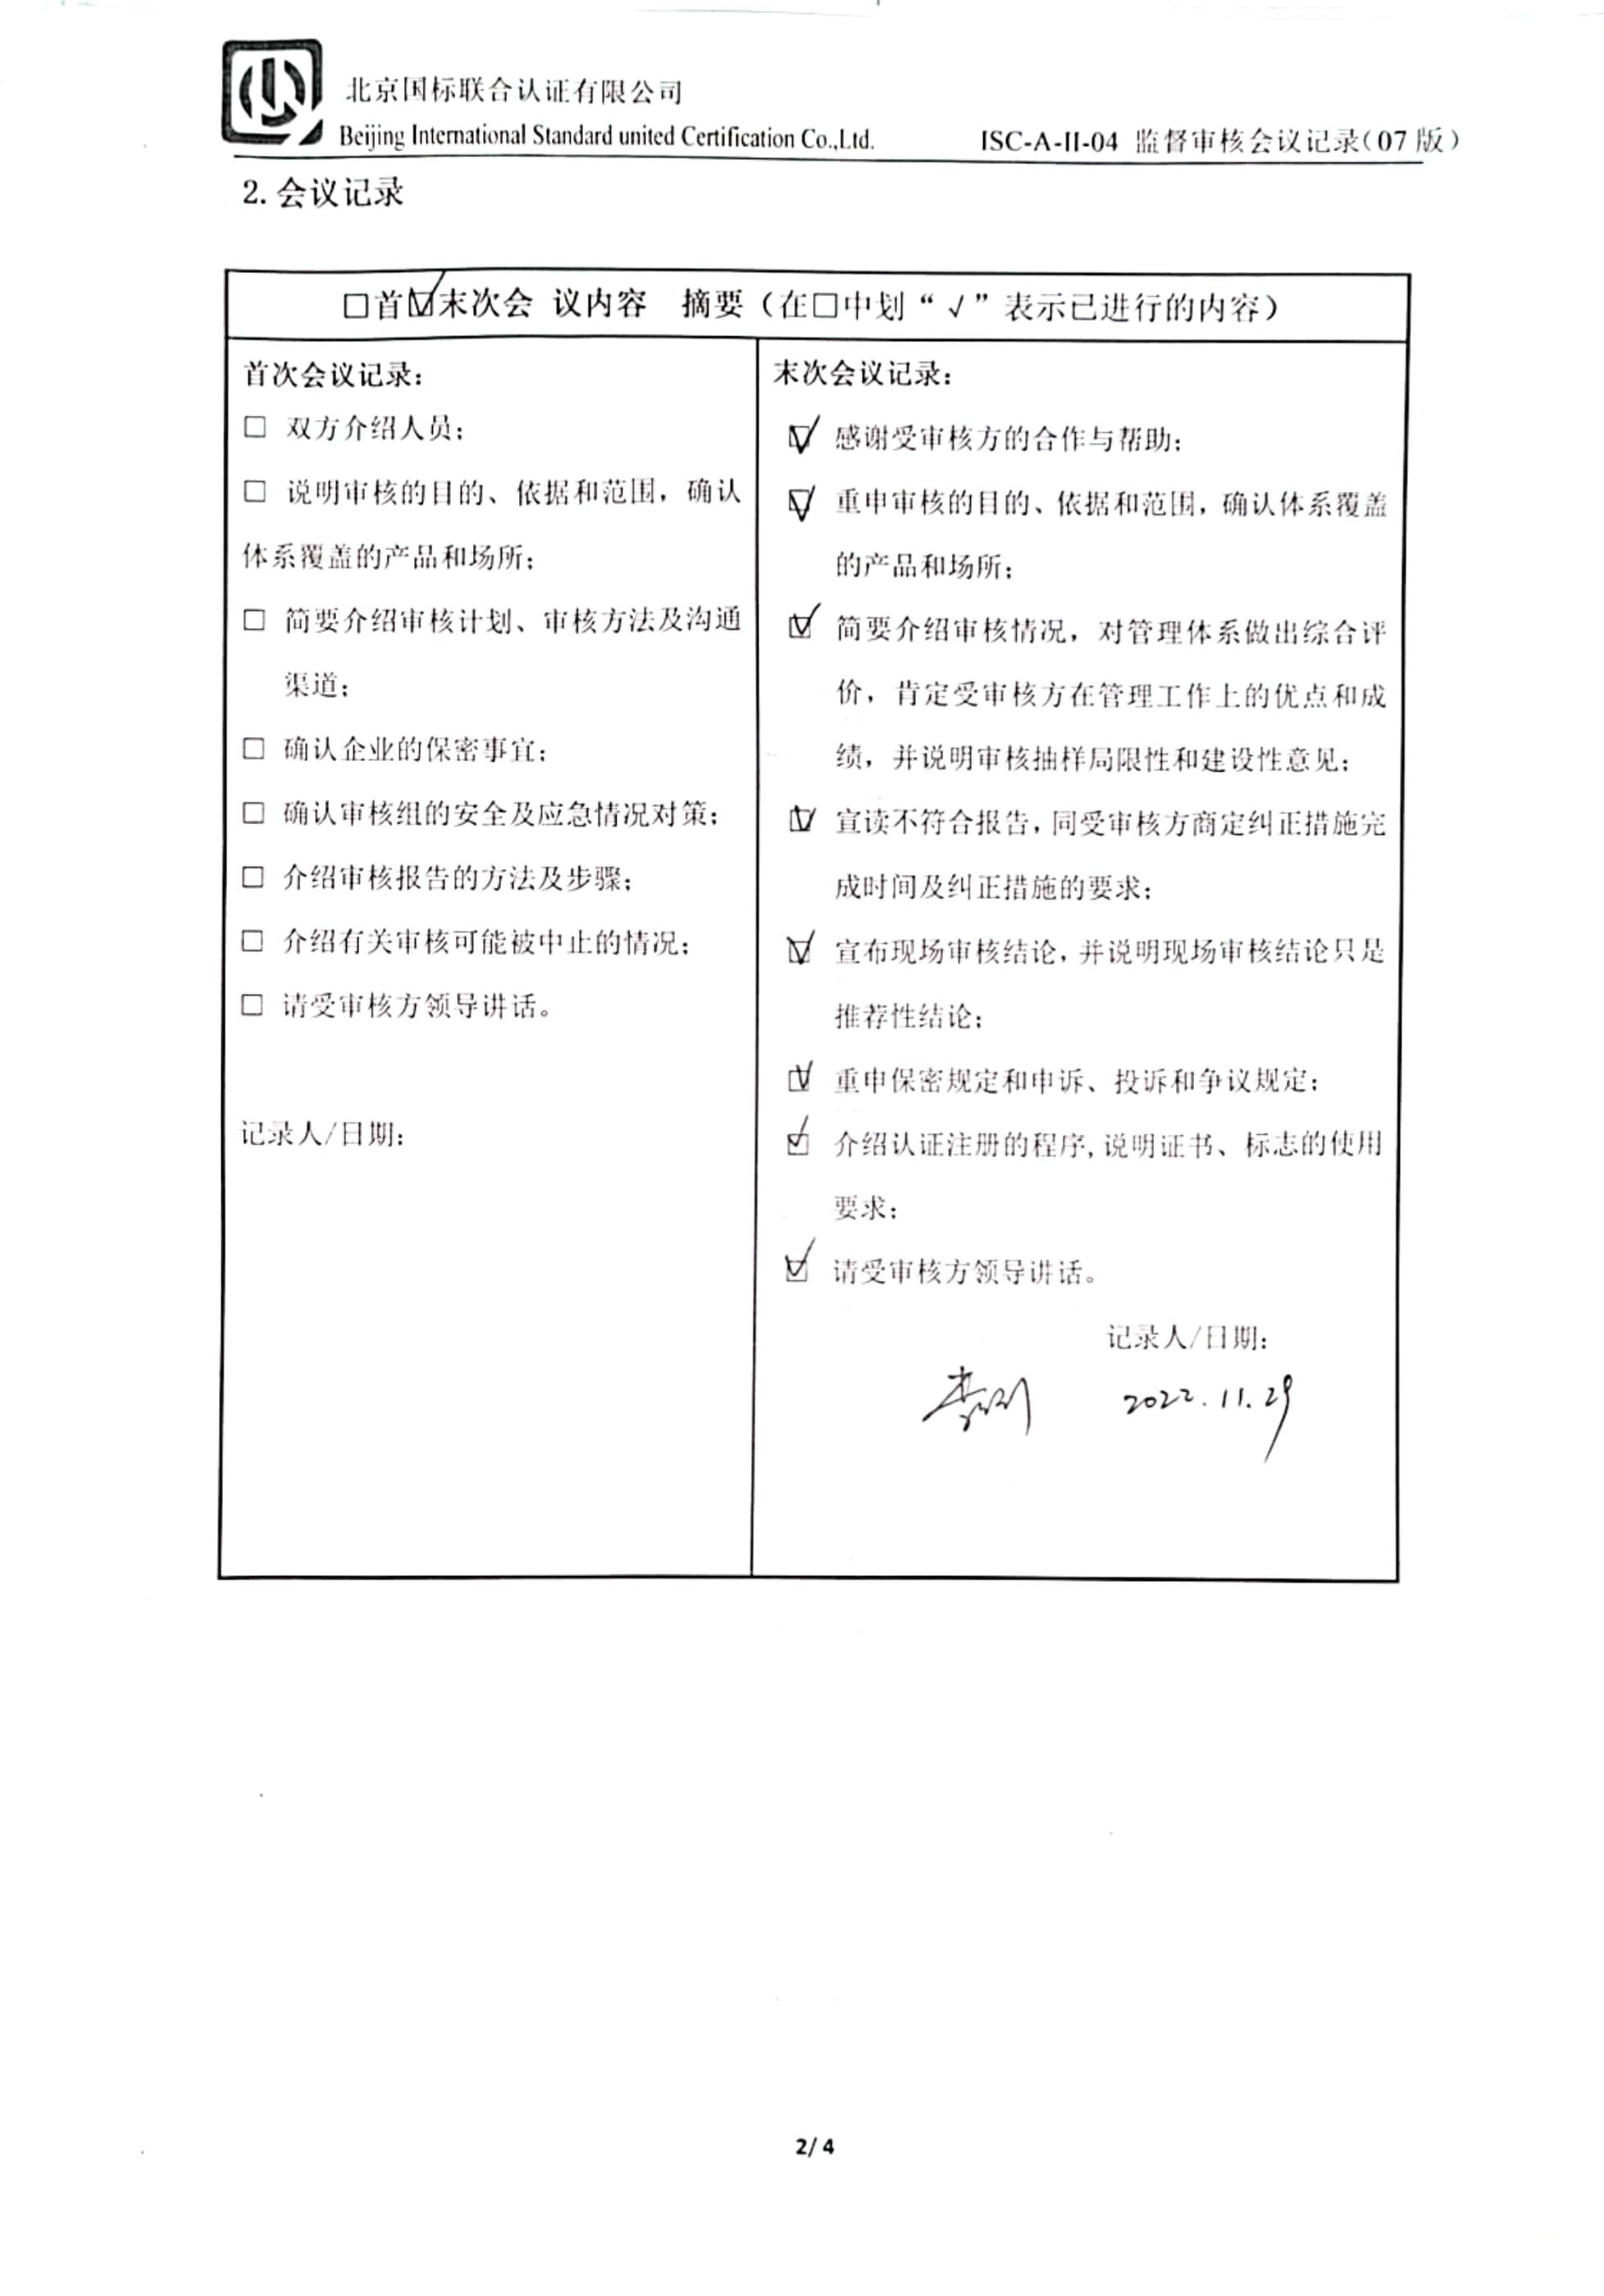 北京国标联合认证有限公司
Beijing International Standard united Certification Co.,Ltd.
ISC-A-II-04 监督审核会议记录(07 版)
2. 会议记录
□首☑末次会 议内容 摘要（在□中划“√”表示已进行的内容）
首次会议记录：
□ 双方介绍人员；
□ 说明审核的目的、依据和范围，确认
体系覆盖的产品和场所；
□ 简要介绍审核计划、审核方法及沟通
渠道；
□ 确认企业的保密事宜；
□ 确认审核组的安全及应急情况对策；
□ 介绍审核报告的方法及步骤；
□ 介绍有关审核可能被中止的情况；
□ 请受审核方领导讲话。
记录人/日期：
末次会议记录：
☑ 感谢受审核方的合作与帮助；
☑ 重申审核的目的、依据和范围，确认体系覆盖
的产品和场所；
☑ 简要介绍审核情况，对管理体系做出综合评
价，肯定受审核方在管理工作上的优点和成
绩，并说明审核抽样局限性和建设性意见；
☑ 宣读不符合报告，同受审核方商定纠正措施完
成时间及纠正措施的要求；
☑ 宣布现场审核结论，并说明现场审核结论只是
推荐性结论；
☑ 重申保密规定和申诉、投诉和争议规定；
☑ 介绍认证注册的程序,说明证书、标志的使用
要求；
☑ 请受审核方领导讲话。
记录人/日期：
2022.11.29
2/ 4